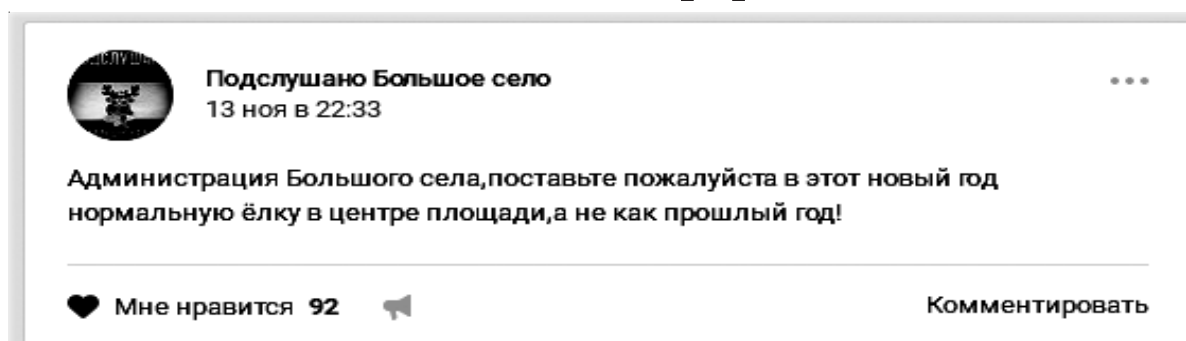 Подслушано Большое село
13 ноя в 22:33
Администрация Большого села,поставьте пожалуйста в этот новый год
нормальную ёлку в центре площади,а не как прошлый год!
Мне нравится 92
Комментировать